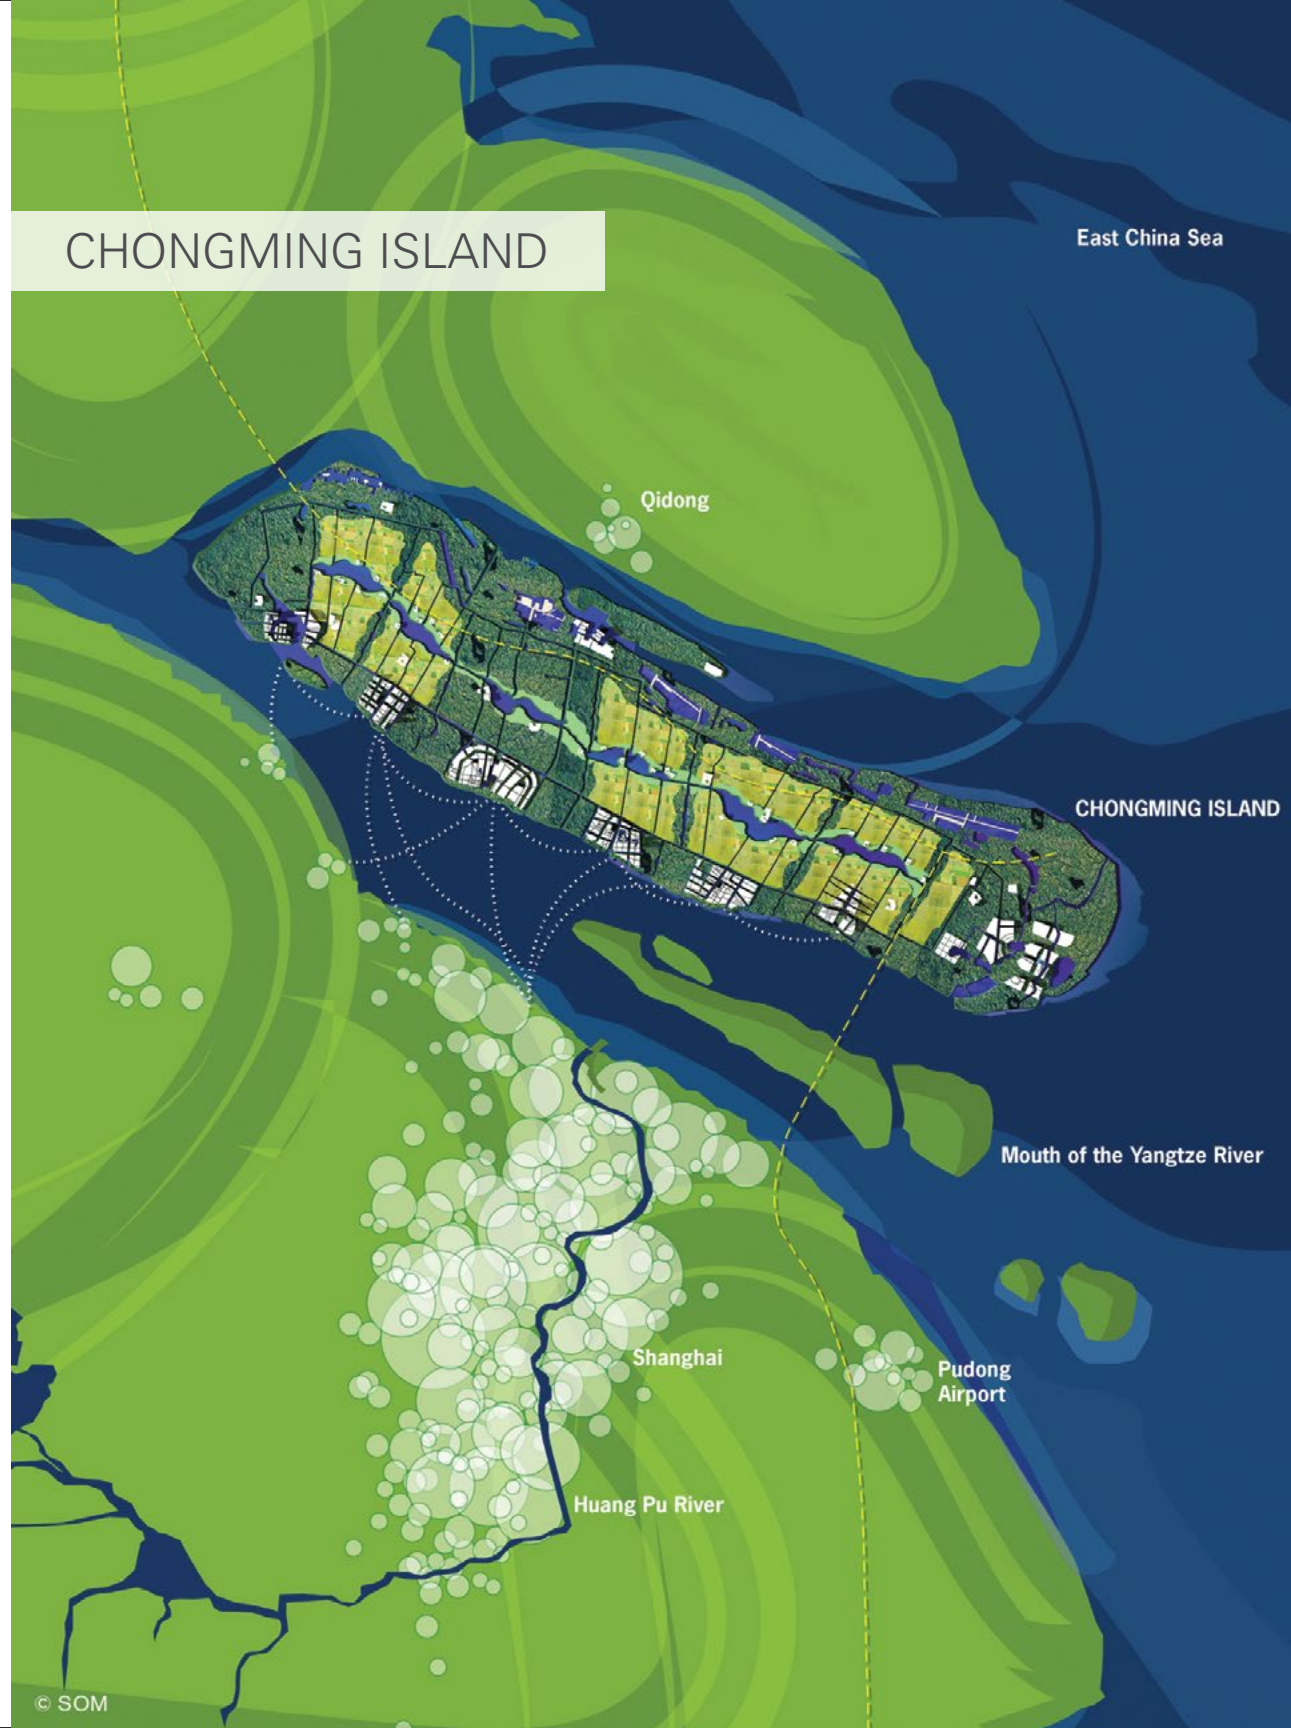 CHONGMING ISLAND
East China Sea
Qidong
CHONGMING ISLAND
Mouth of the Yangtze River
Shanghai
Pudong
Airport
Huang Pu River
© SOM